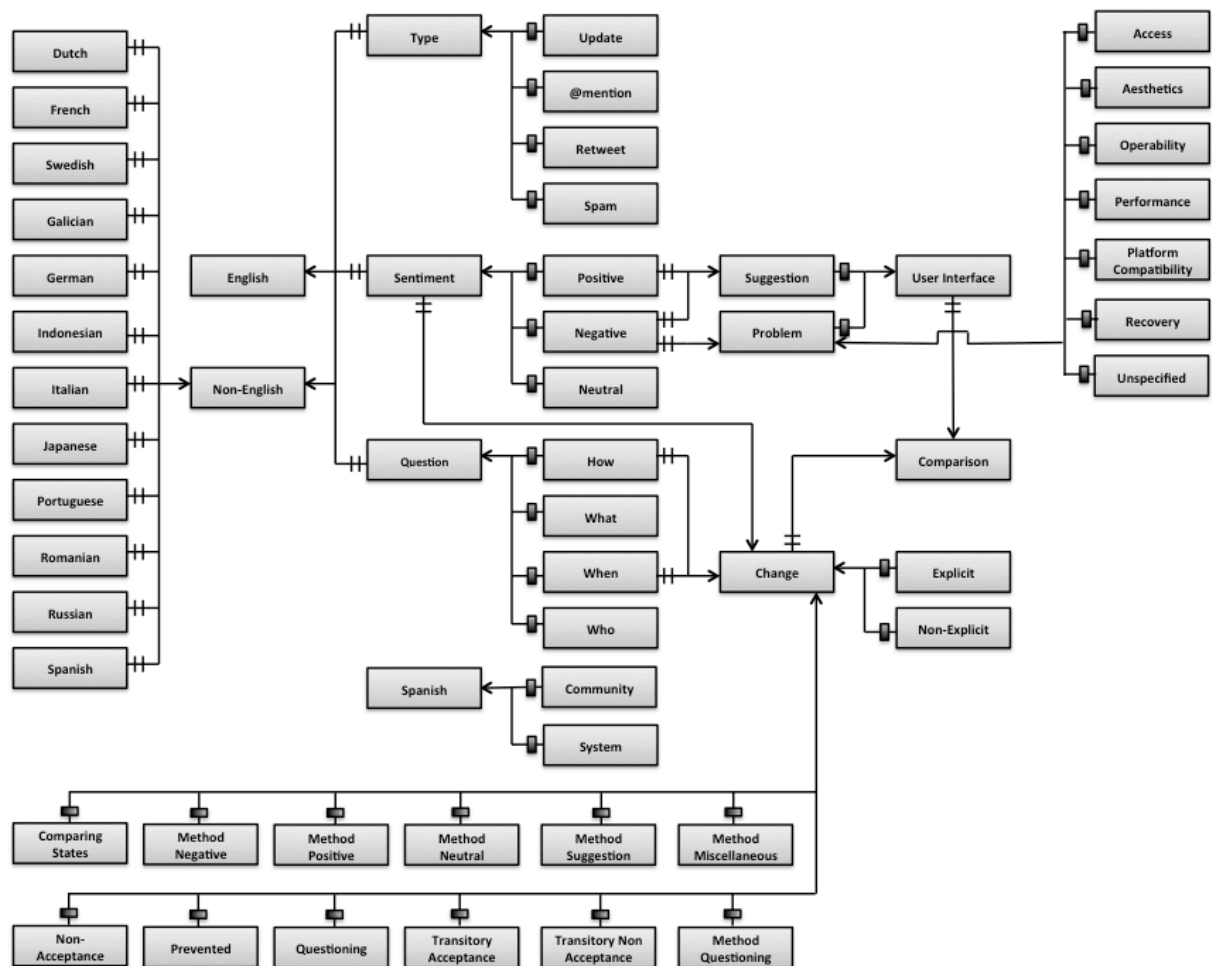 Dutch
French
Swedish
Galician
German
Indonesian
Italian
Japanese
Portuguese
Romanian
Russian
Spanish
English
Non-English
Type
Sentiment
Question
Spanish
Update
@mention
Retweet
Spam
Positive
Negative
Neutral
How
What
When
Who
Community
System
Suggestion
Problem
Change
User Interface
Comparison
Explicit
Non-Explicit
Access
Aesthetics
Operability
Performance
Platform
Compatibility
Recovery
Unspecified
Comparing
States
Method
Negative
Method
Positive
Method
Neutral
Method
Suggestion
Method
Miscellaneous
Non-
Acceptance
Prevented
Questioning
Transitory
Acceptance
Transitory Non
Acceptance
Method
Questioning